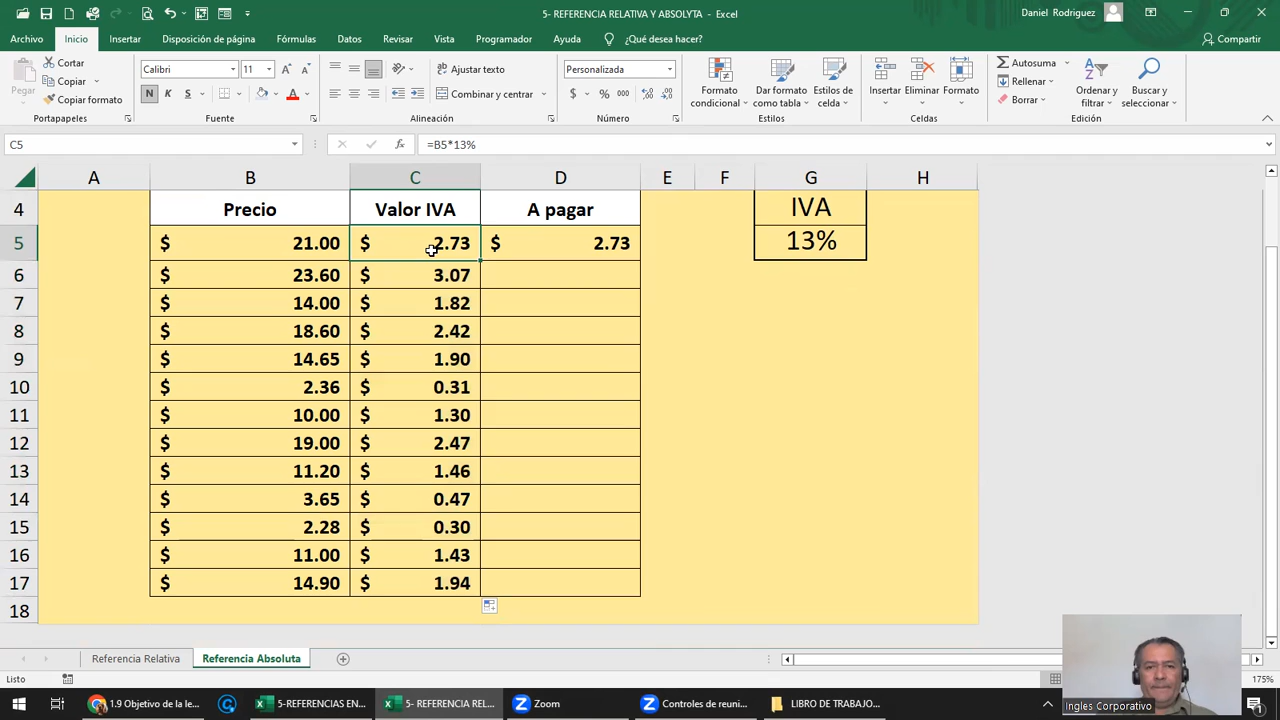 5- REFERENCIA RELATIVA Y ABSOLYTA - Excel
Daniel Rodriguez
Archivo Inicio Insertar Disposición de página Fórmulas Datos Revisar Vista Programador Ayuda ¿Qué desea hacer? Compartir
Pegar
Cortar
Copiar
Copiar formato
Portapapeles
Calibri 11
N K S
Fuente
Ajustar texto
Combinar y centrar
Alineación
Personalizada
$ % 000
Número
Formato condicional
Dar formato como tabla
Estilos de celda
Estilos
Insertar Eliminar Formato
Celdas
Autosuma
Rellenar
Borrar
Ordenar y filtrar
Buscar y seleccionar
Edición
C5 fx =B5*13%
A B C D E F G H
4 Precio Valor IVA A pagar IVA
5 $ 21.00 $ 2.73 $ 2.73 13%
6 $ 23.60 $ 3.07
7 $ 14.00 $ 1.82
8 $ 18.60 $ 2.42
9 $ 14.65 $ 1.90
10 $ 2.36 $ 0.31
11 $ 10.00 $ 1.30
12 $ 19.00 $ 2.47
13 $ 11.20 $ 1.46
14 $ 3.65 $ 0.47
15 $ 2.28 $ 0.30
16 $ 11.00 $ 1.43
17 $ 14.90 $ 1.94
18
Referencia Relativa Referencia Absoluta
Listo 175%
Ingles Corporativo
1.9 Objetivo de la le... 5-REFERENCIAS EN... 5- REFERENCIA REL... Zoom Controles de reuni... LIBRO DE TRABAJO...